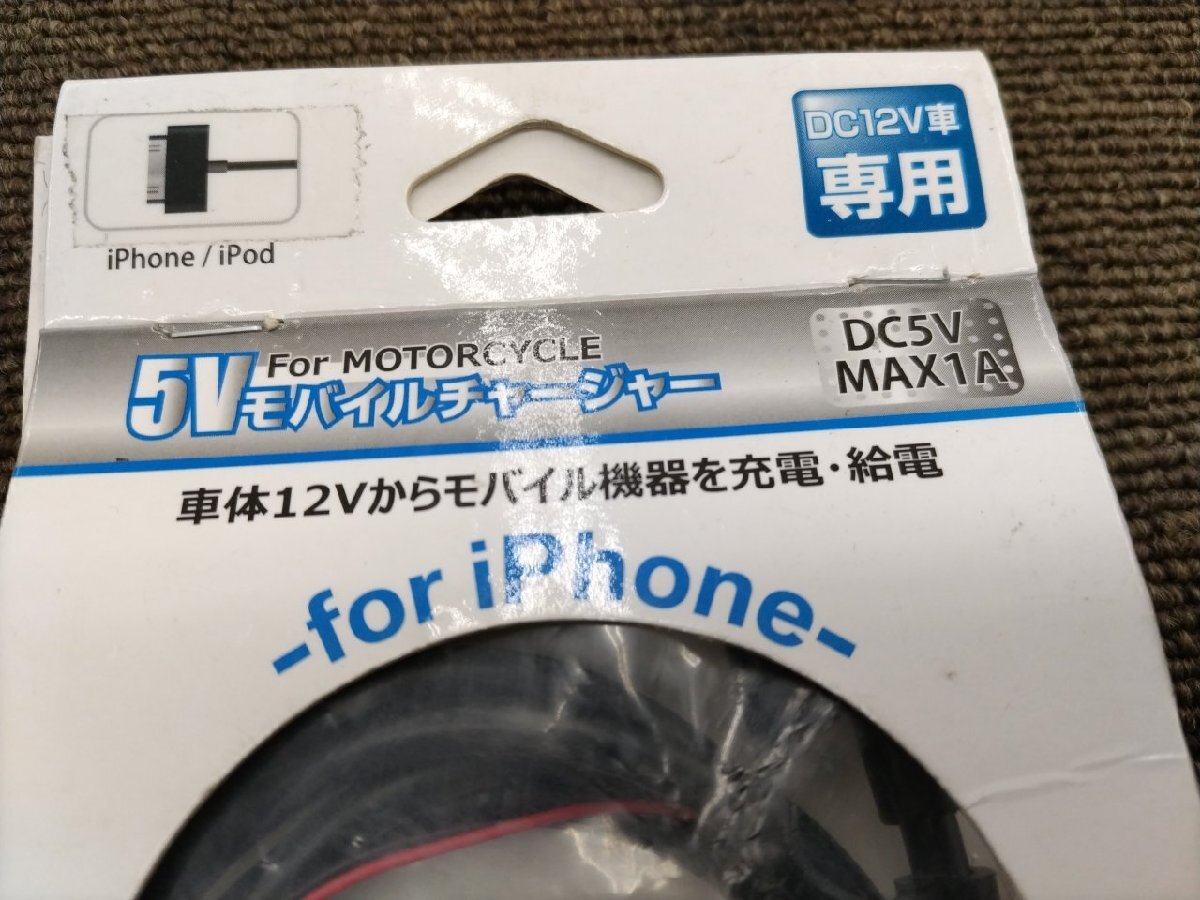 DC12V車
専用
iPhone / iPod
For MOTORCYCLE
5Vモバイルチャージャー
DC5V
MAX1A
車体12Vからモバイル機器を充電・給電
-for iPhone-